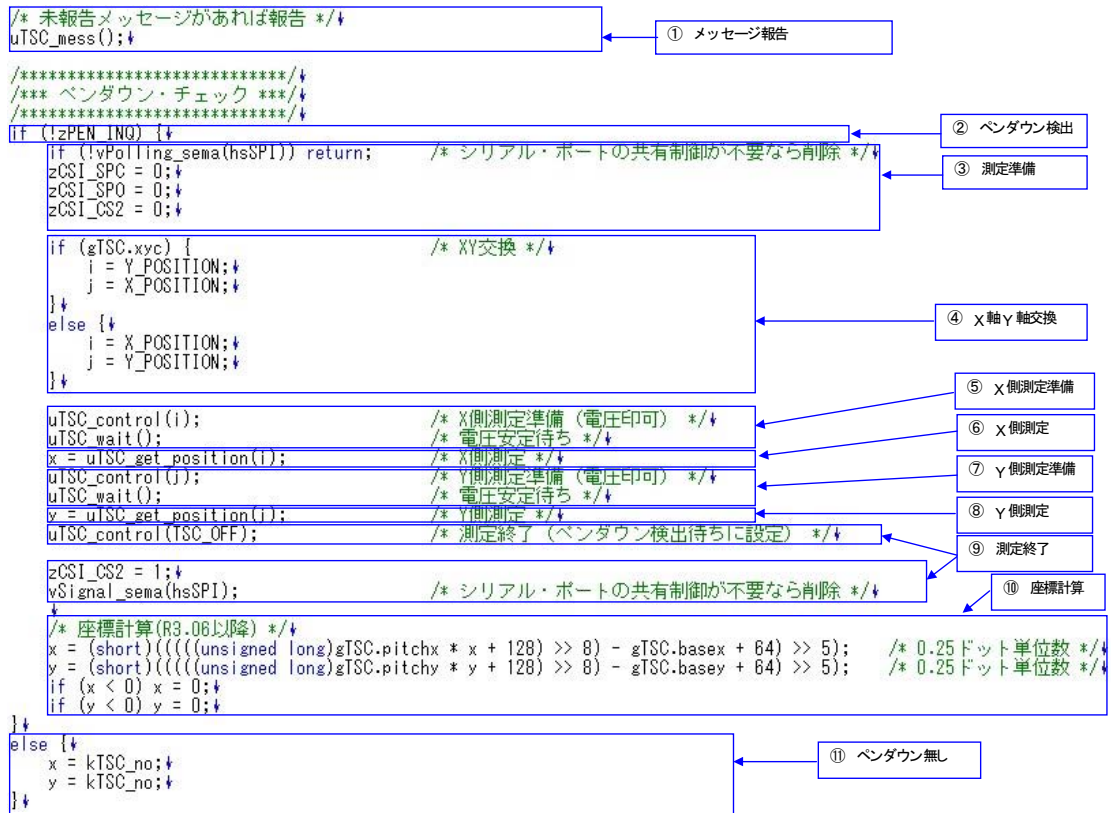 /* 未報告メッセージがあれば報告 */
uTSC_mess();
① メッセージ報告
/****************************/
/*** ペンダウン・チェック ***/
/****************************/
if (!zPEN_INQ) {
② ペンダウン検出
if (!vPolling_sema(hsSPI)) return; /* シリアル・ポートの共有制御が不要なら削除 */
zCSI_SPC = 0;
zCSI_SPO = 0;
zCSI_CS2 = 0;
③ 測定準備
if (gTSC.xyc) { /* XY交換 */
i = Y_POSITION;
j = X_POSITION;
}
else {
i = X_POSITION;
j = Y_POSITION;
}
④ X軸Y軸交換
uTSC_control(i); /* X側測定準備（電圧印可） */
uTSC_wait(); /* 電圧安定待ち */
⑤ X側測定準備
x = uTSC_get_position(i); /* X側測定 */
⑥ X側測定
uTSC_control(j); /* Y側測定準備（電圧印可） */
uTSC_wait(); /* 電圧安定待ち */
⑦ Y側測定準備
y = uTSC_get_position(j); /* Y側測定 */
⑧ Y側測定
uTSC_control(TSC_OFF); /* 測定終了（ペンダウン検出待ちに設定） */
⑨ 測定終了
zCSI_CS2 = 1;
vSignal_sema(hsSPI); /* シリアル・ポートの共有制御が不要なら削除 */
⑩ 座標計算
/* 座標計算(R3.06以降) */
x = (short)(((((unsigned long)gTSC.pitchx * x + 128) >> 8) - gTSC.basex + 64) >> 5); /* 0.25ドット単位数 */
y = (short)(((((unsigned long)gTSC.pitchy * y + 128) >> 8) - gTSC.basey + 64) >> 5); /* 0.25ドット単位数 */
if (x < 0) x = 0;
if (y < 0) y = 0;
}
else {
x = kTSC_no;
y = kTSC_no;
}
⑪ ペンダウン無し